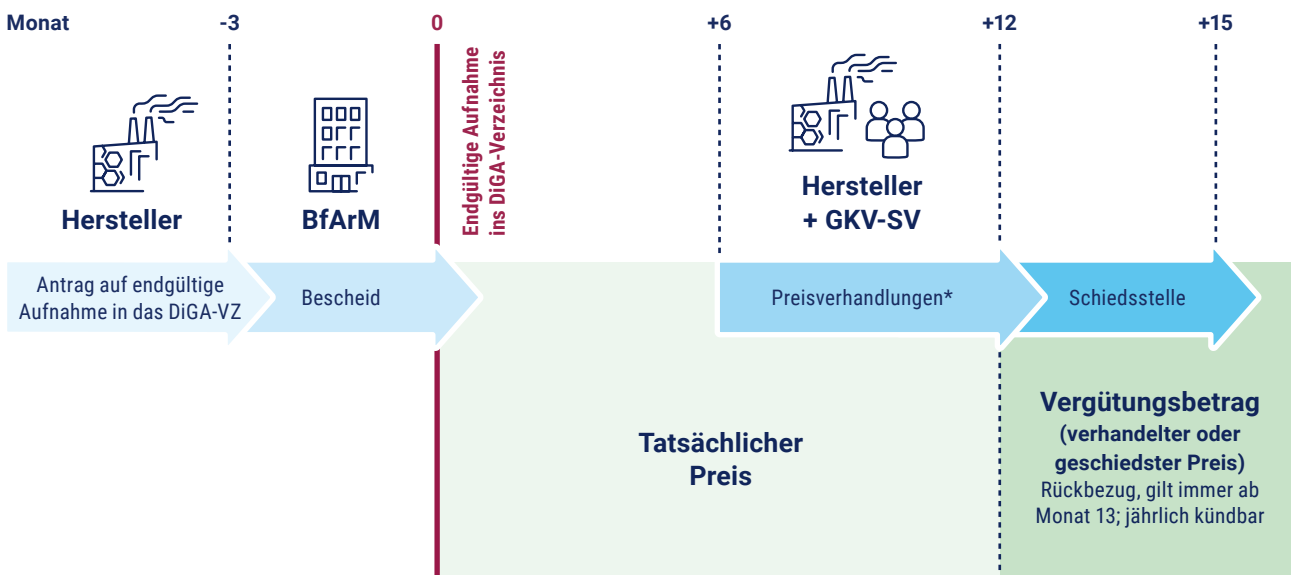 Monat -3 0 +6 +12 +15
Endgültige Aufnahme
ins DiGA-Verzeichnis
Hersteller
BfArM
Hersteller
+ GKV-SV
Antrag auf endgültige
Aufnahme in das DiGA-VZ
Bescheid
Preisverhandlungen*
Schiedsstelle
Tatsächlicher
Preis
Vergütungsbetrag
(verhandelter oder
geschiedster Preis)
Rückbezug, gilt immer ab
Monat 13; jährlich kündbar